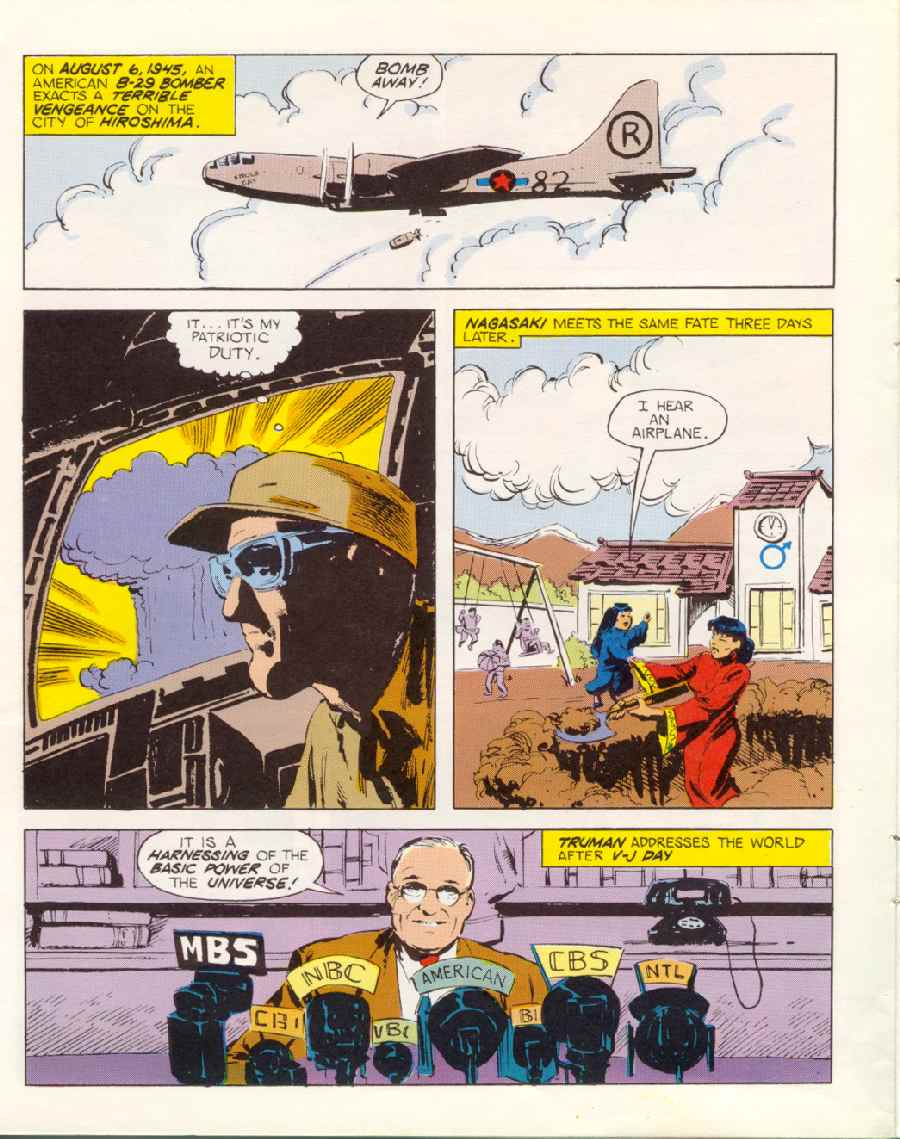 ON AUGUST 6, 1945, AN
AMERICAN B-29 BOMBER
EXACTS A TERRIBLE
VENGEANCE ON THE
CITY OF HIROSHIMA.
BOMB
AWAY!
R
ENOLA
GAY
82
IT... IT'S MY
PATRIOTIC
DUTY.
NAGASAKI MEETS THE SAME FATE THREE DAYS
LATER.
I HEAR
AN
AIRPLANE.
IT IS A
HARNESSING OF THE
BASIC POWER OF
THE UNIVERSE!
TRUMAN ADDRESSES THE WORLD
AFTER V-J DAY
MBS
NBC
AMERICAN
CBS
NTL